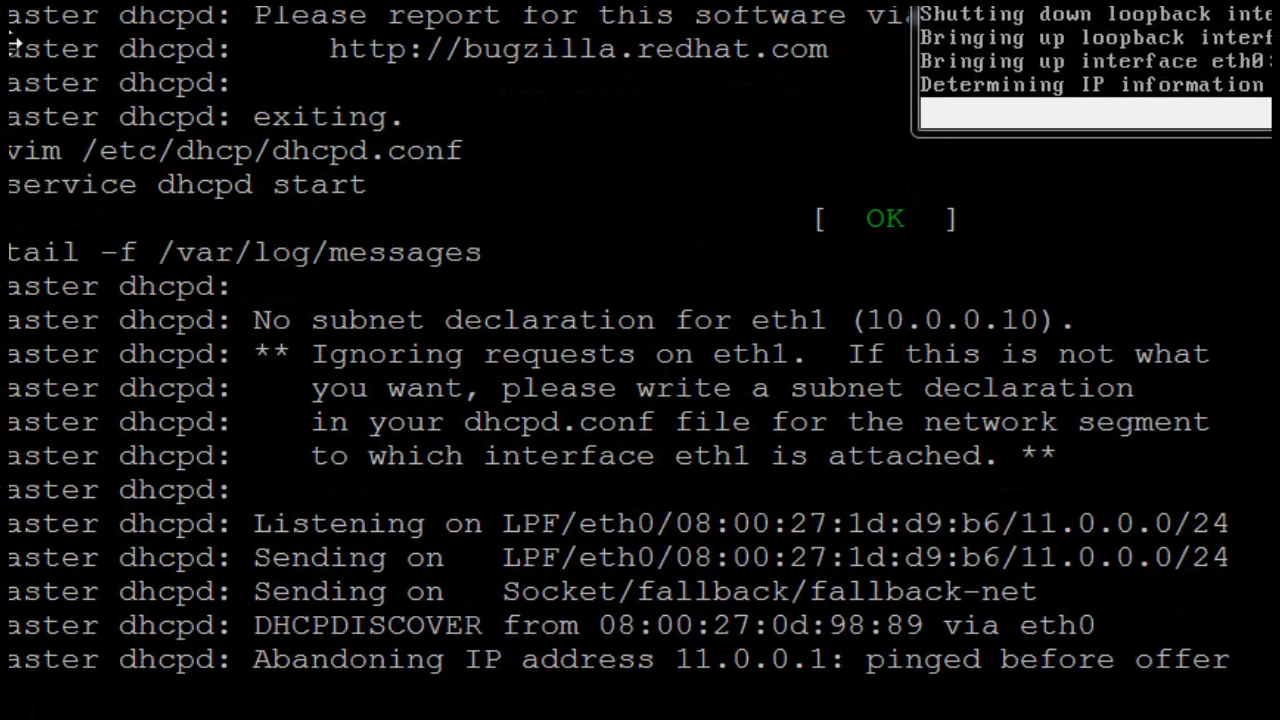 aster dhcpd: Please report for this software via
aster dhcpd:     http://bugzilla.redhat.com
aster dhcpd:
aster dhcpd: exiting.
vim /etc/dhcp/dhcpd.conf
service dhcpd start
[  OK  ]
tail -f /var/log/messages
aster dhcpd:
aster dhcpd: No subnet declaration for eth1 (10.0.0.10).
aster dhcpd: ** Ignoring requests on eth1.  If this is not what
aster dhcpd:    you want, please write a subnet declaration
aster dhcpd:    in your dhcpd.conf file for the network segment
aster dhcpd:    to which interface eth1 is attached. **
aster dhcpd:
aster dhcpd: Listening on LPF/eth0/08:00:27:1d:d9:b6/11.0.0.0/24
aster dhcpd: Sending on   LPF/eth0/08:00:27:1d:d9:b6/11.0.0.0/24
aster dhcpd: Sending on   Socket/fallback/fallback-net
aster dhcpd: DHCPDISCOVER from 08:00:27:0d:98:89 via eth0
aster dhcpd: Abandoning IP address 11.0.0.1: pinged before offer
Shutting down loopback inte
Bringing up loopback interf
Bringing up interface eth0:
Determining IP information